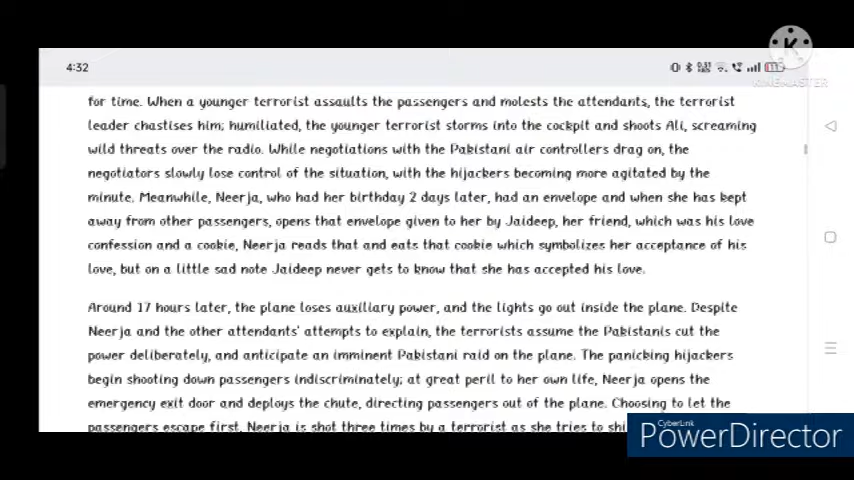 4:32
KINEMASTER
for time. When a younger terrorist assaults the passengers and molests the attendants, the terrorist
leader chastises him; humiliated, the younger terrorist storms into the cockpit and shoots Ali, screaming
wild threats over the radio. While negotiations with the Pakistani air controllers drag on, the
negotiators slowly lose control of the situation, with the hijackers becoming more agitated by the
minute. Meanwhile, Neerja, who had her birthday 2 days later, had an envelope and when she has kept
away from other passengers, opens that envelope given to her by Jaideep, her friend, which was his love
confession and a cookie, Neerja reads that and eats that cookie which symbolizes her acceptance of his
love, but on a little sad note Jaideep never gets to know that she has accepted his love.
Around 17 hours later, the plane loses auxiliary power, and the lights go out inside the plane. Despite
Neerja and the other attendants' attempts to explain, the terrorists assume the Pakistanis cut the
power deliberately, and anticipate an imminent Pakistani raid on the plane. The panicking hijackers
begin shooting down passengers indiscriminately; at great peril to her own life, Neerja opens the
emergency exit door and deploys the chute, directing passengers out of the plane. Choosing to let the
passengers escape first, Neerja is shot three times by a terrorist as she tries to
CyberLink
PowerDirector